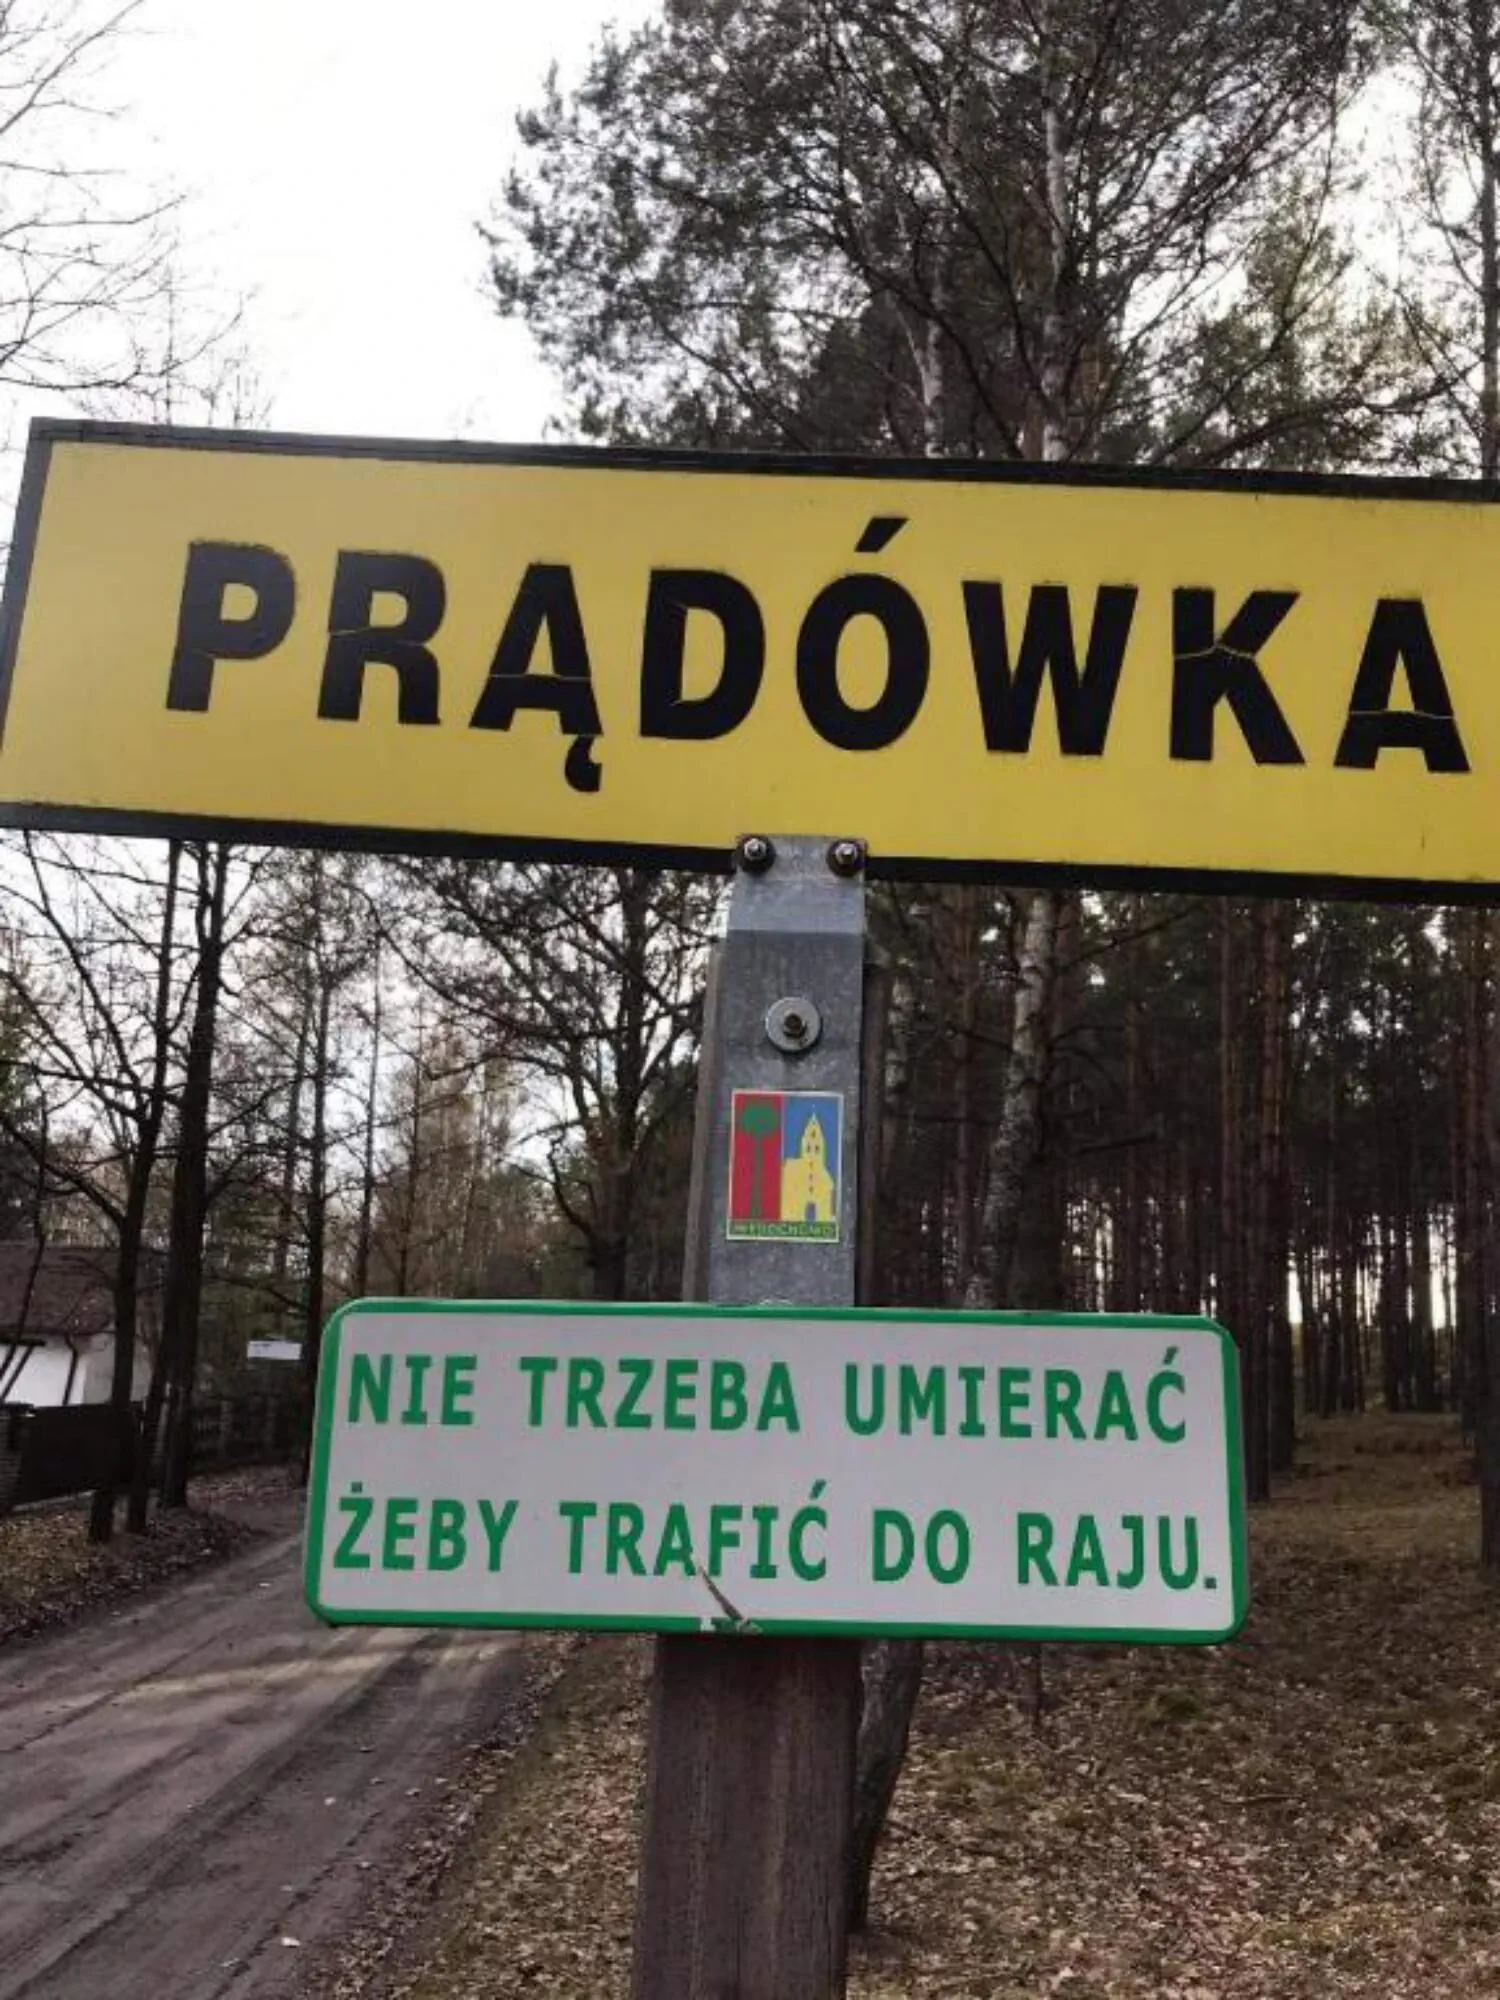 PRĄDÓWKA
NIE TRZEBA UMIERAĆ
ŻEBY TRAFIĆ DO RAJU.